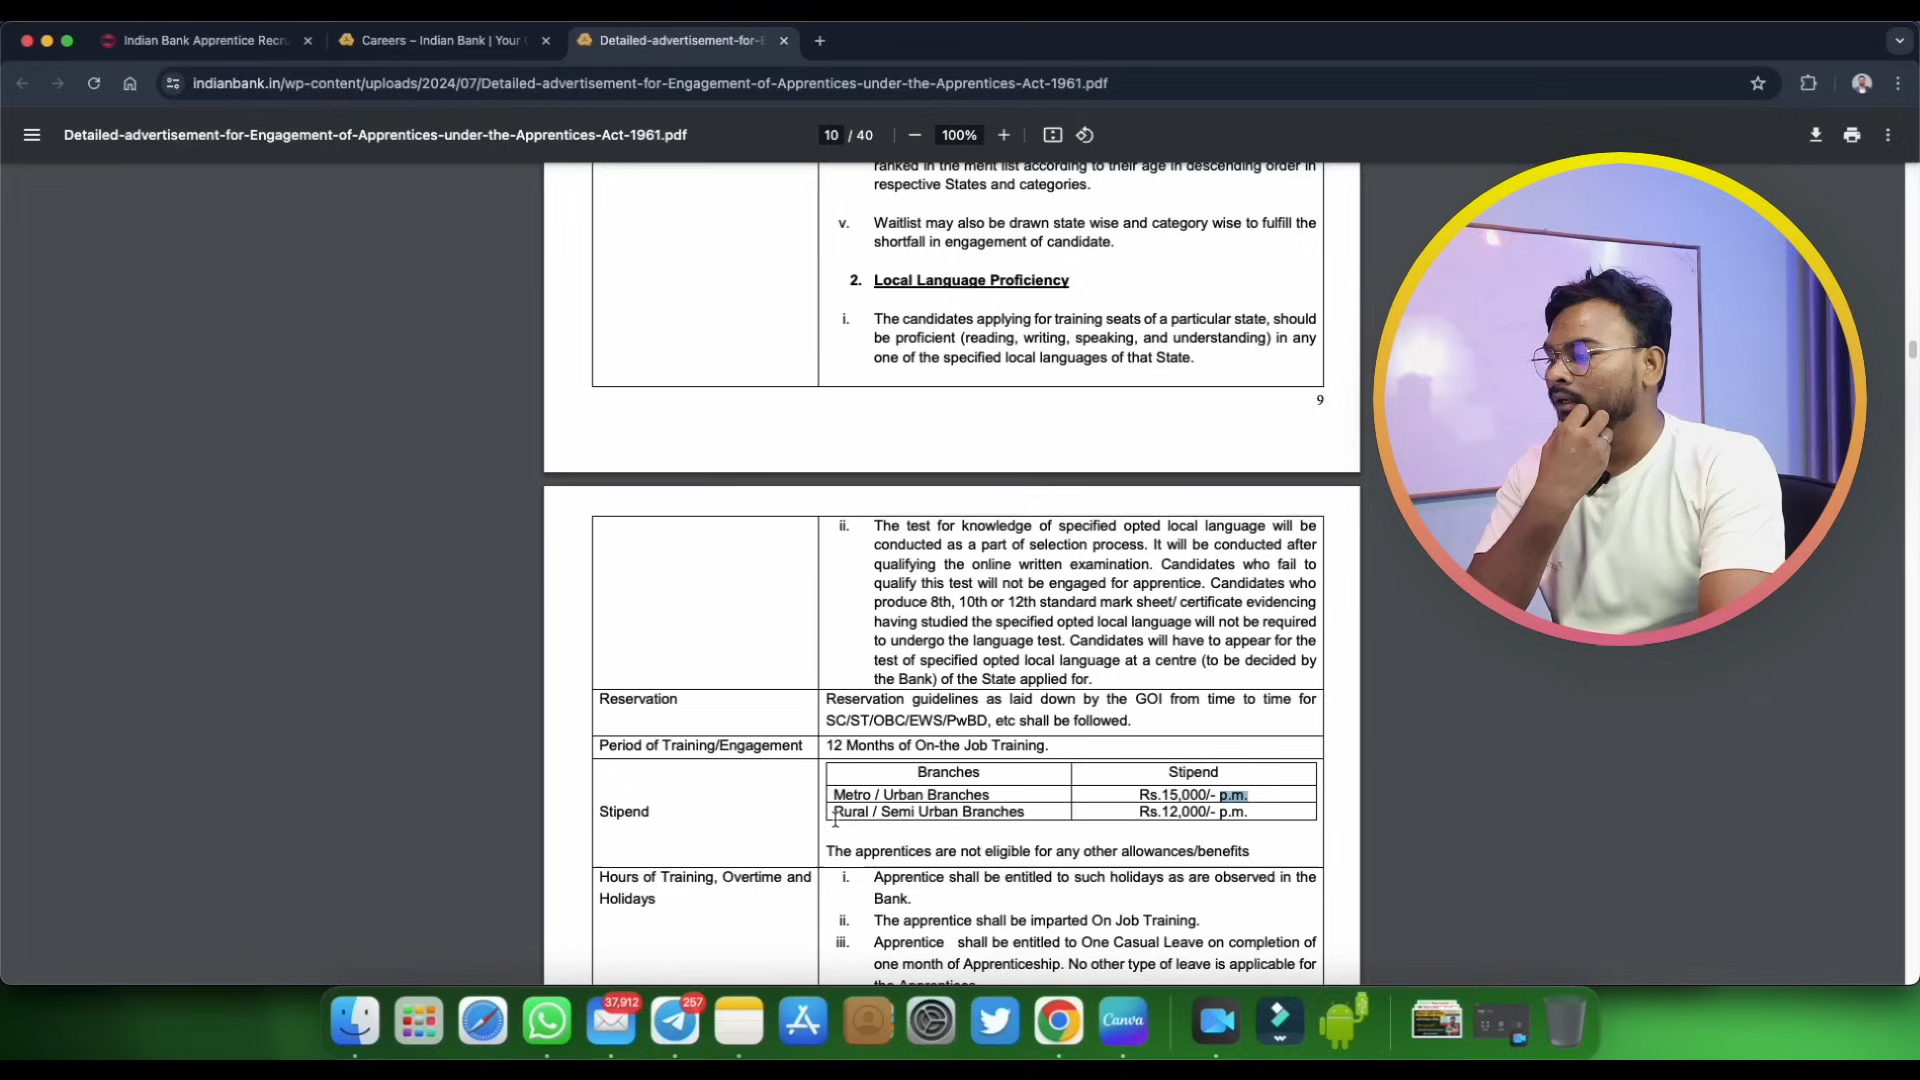 Indian Bank Apprentice Recru
Careers – Indian Bank | Your
Detailed-advertisement-for-E
indianbank.in/wp-content/uploads/2024/07/Detailed-advertisement-for-Engagement-of-Apprentices-under-the-Apprentices-Act-1961.pdf
Detailed-advertisement-for-Engagement-of-Apprentices-under-the-Apprentices-Act-1961.pdf
10 / 40
100%
ranked in the merit list according to their age in descending order in
respective States and categories.
v. Waitlist may also be drawn state wise and category wise to fulfill the
shortfall in engagement of candidate.
2. Local Language Proficiency
i. The candidates applying for training seats of a particular state, should
be proficient (reading, writing, speaking, and understanding) in any
one of the specified local languages of that State.
9
ii. The test for knowledge of specified opted local language will be
conducted as a part of selection process. It will be conducted after
qualifying the online written examination. Candidates who fail to
qualify this test will not be engaged for apprentice. Candidates who
produce 8th, 10th or 12th standard mark sheet/ certificate evidencing
having studied the specified opted local language will not be required
to undergo the language test. Candidates will have to appear for the
test of specified opted local language at a centre (to be decided by
the Bank) of the State applied for.
Reservation
Reservation guidelines as laid down by the GOI from time to time for
SC/ST/OBC/EWS/PwBD, etc shall be followed.
Period of Training/Engagement
12 Months of On-the Job Training.
Stipend
Branches Stipend
Metro / Urban Branches Rs.15,000/- p.m.
Rural / Semi Urban Branches Rs.12,000/- p.m.
The apprentices are not eligible for any other allowances/benefits
Hours of Training, Overtime and
Holidays
i. Apprentice shall be entitled to such holidays as are observed in the
Bank.
ii. The apprentice shall be imparted On Job Training.
iii. Apprentice shall be entitled to One Casual Leave on completion of
one month of Apprenticeship. No other type of leave is applicable for
the Apprentices
37,912
257
Canva